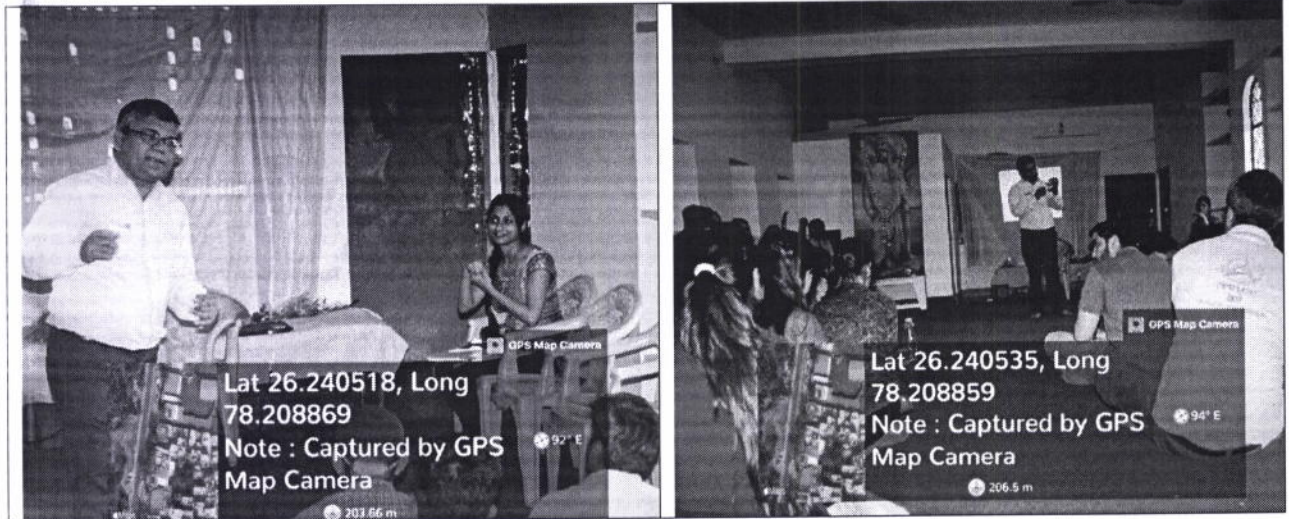 GPS Map Camera
Lat 26.240518, Long
78.208869
Note : Captured by GPS
Map Camera
92° E
203.66 m
GPS Map Camera
Lat 26.240535, Long
78.208859
Note : Captured by GPS
Map Camera
94° E
206.5 m